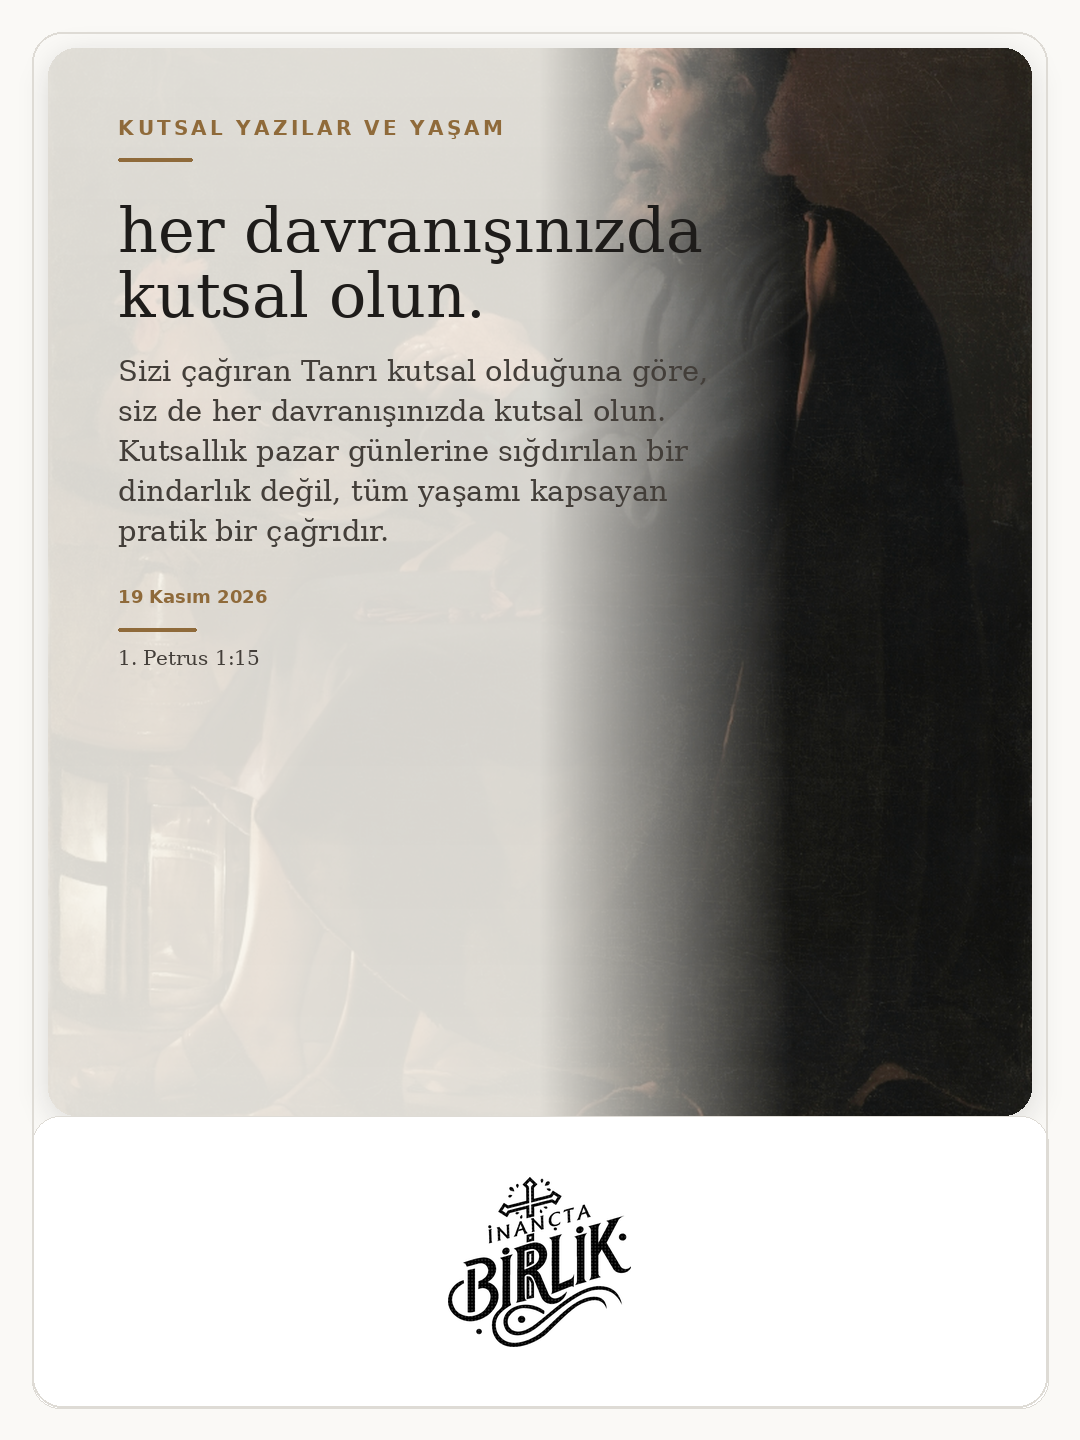 KUTSAL YAZILAR VE YAŞAM
her davranışınızda
kutsal olun.
Sizi çağıran Tanrı kutsal olduğuna göre,
siz de her davranışınızda kutsal olun.
Kutsallık pazar günlerine sığdırılan bir
dindarlık değil, tüm yaşamı kapsayan
pratik bir çağrıdır.
19 Kasım 2026
1. Petrus 1:15
İNANÇTA
BİRLİK